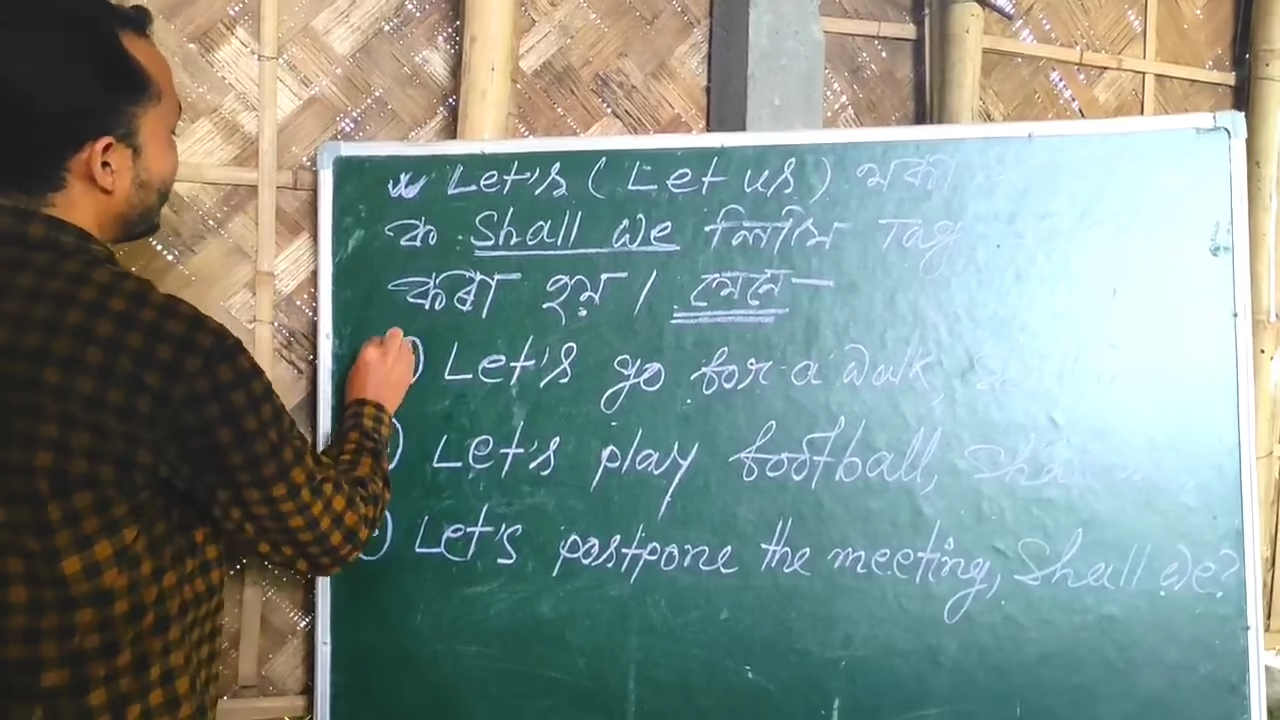 Let's (Let us) থকা
ক Shall we লিখি Tag
কৰা হয় । যেনে—
) Let's go for a walk,
) Let's play football, Shall
) Let's postpone the meeting, Shall we?